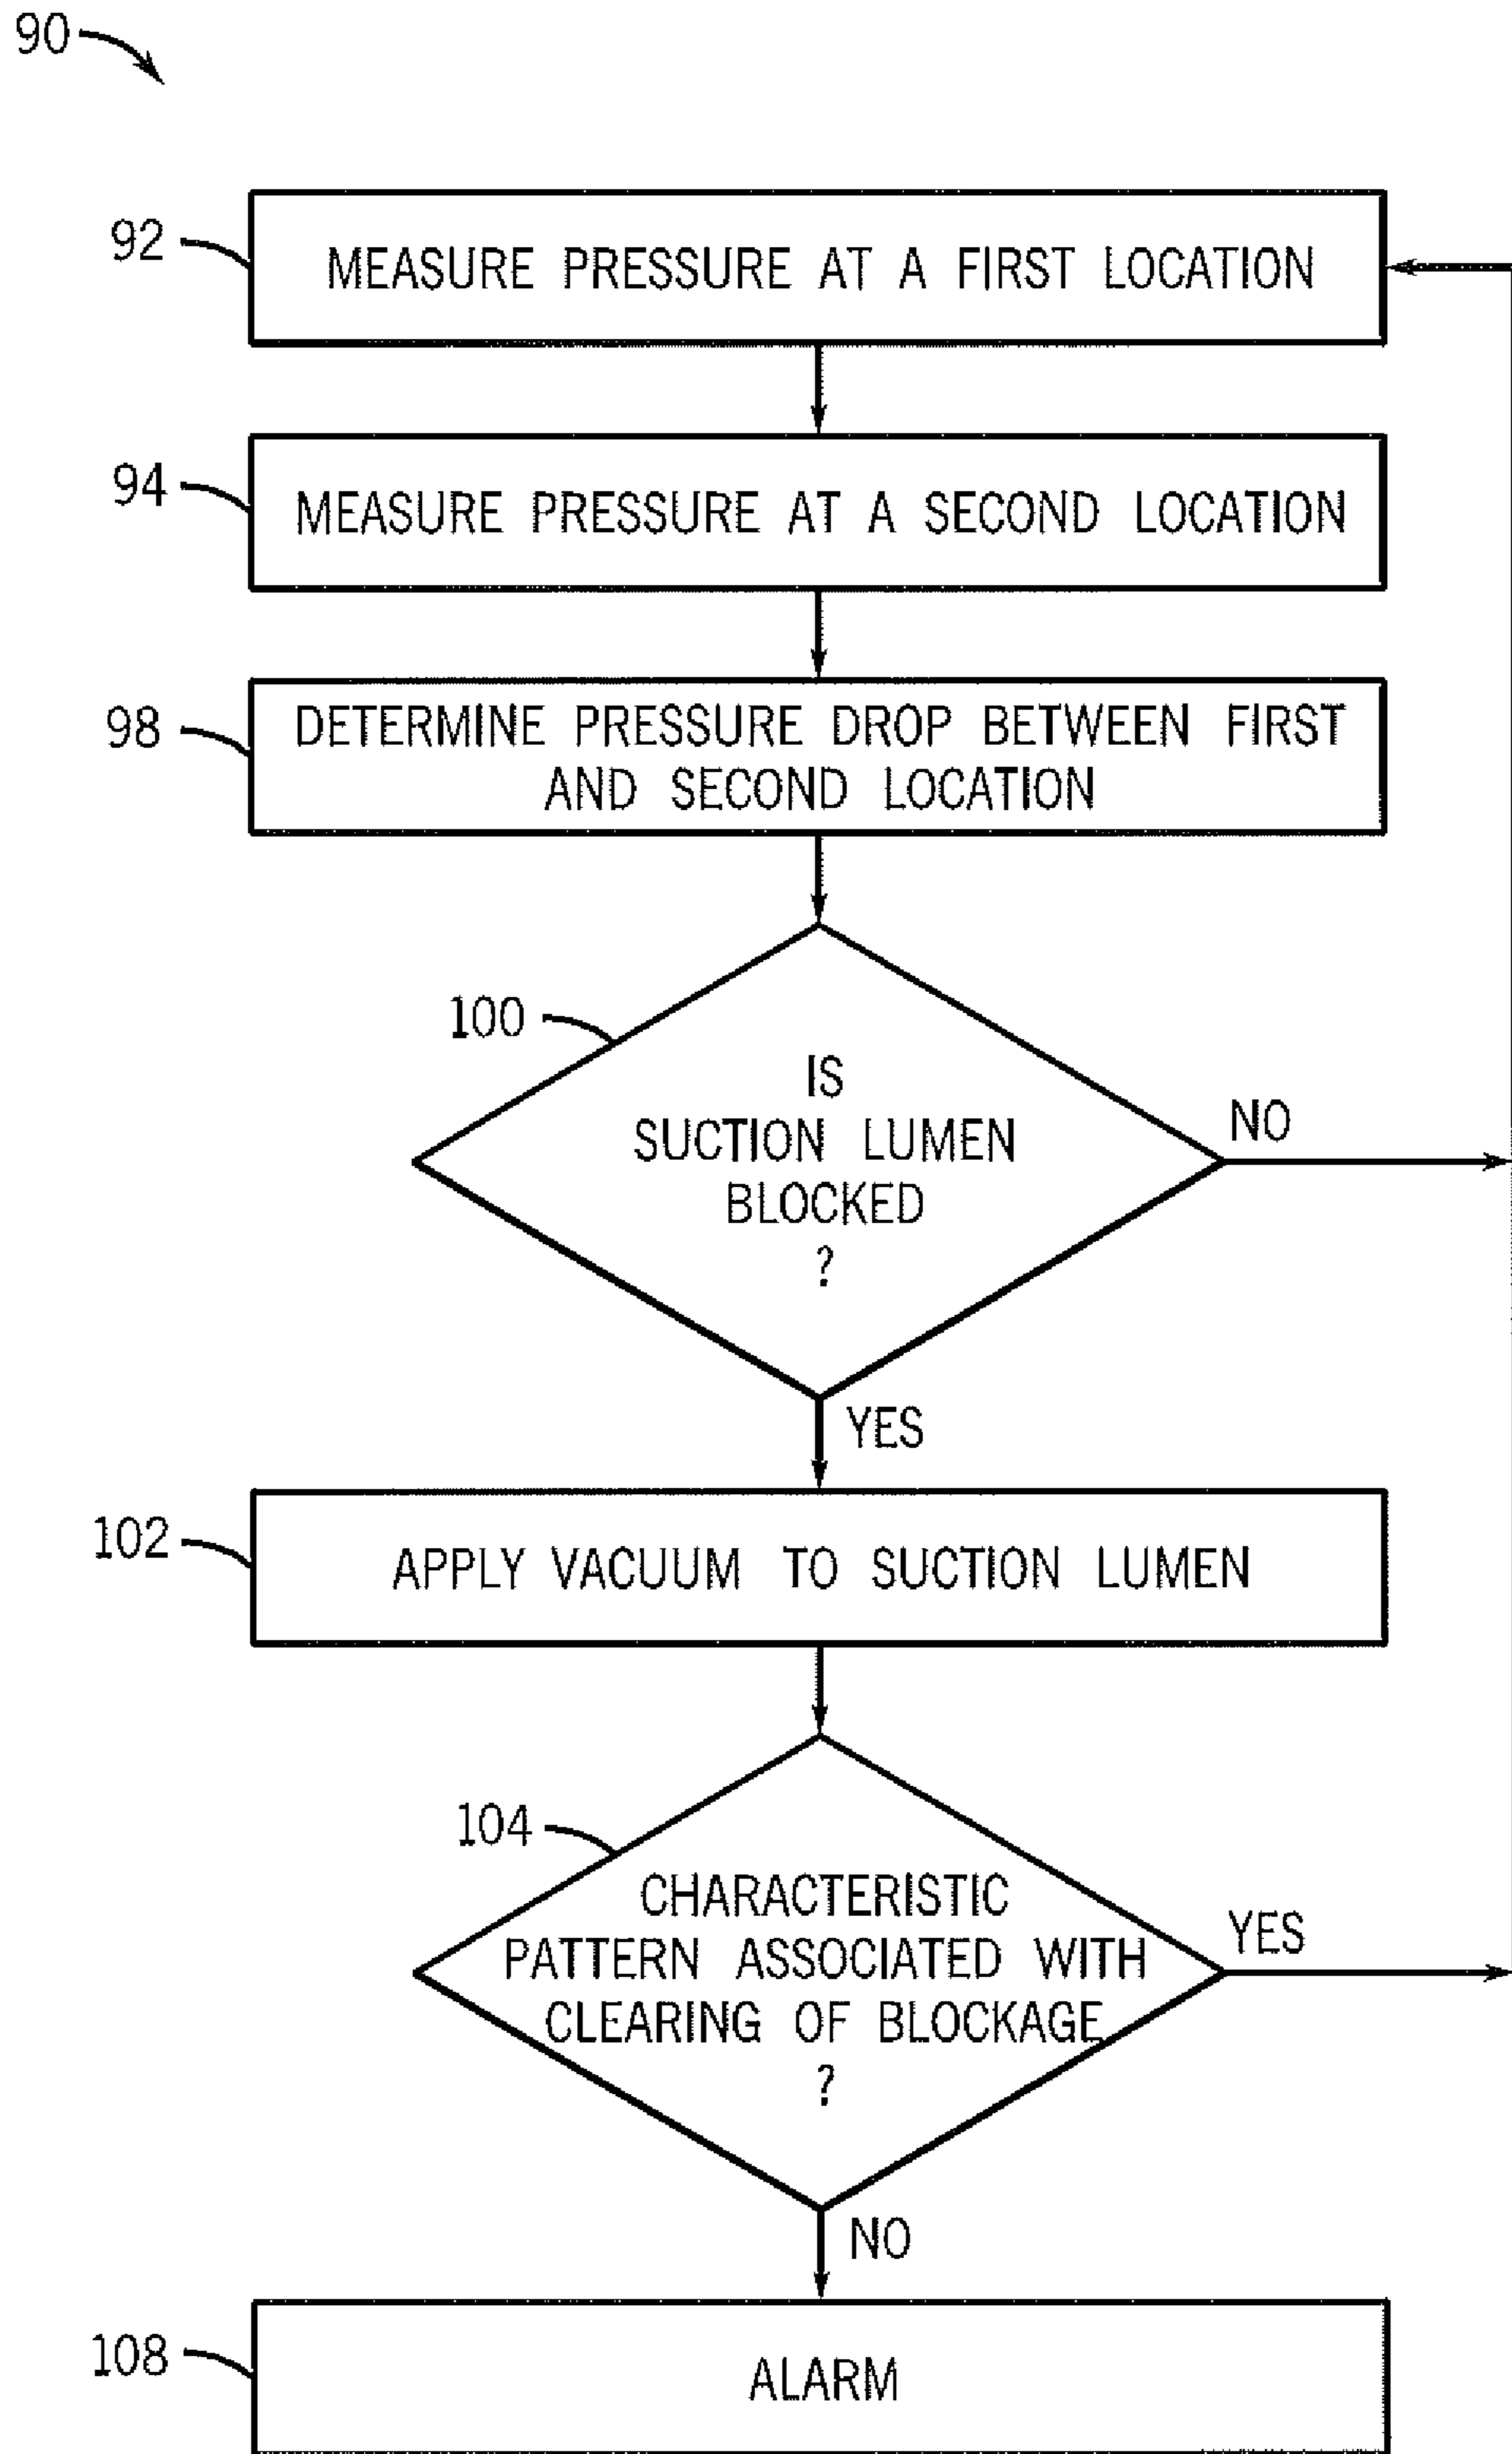 90
92
MEASURE PRESSURE AT A FIRST LOCATION
94
MEASURE PRESSURE AT A SECOND LOCATION
98
DETERMINE PRESSURE DROP BETWEEN FIRST
AND SECOND LOCATION
100
IS
SUCTION LUMEN
BLOCKED
?
NO
YES
102
APPLY VACUUM TO SUCTION LUMEN
104
CHARACTERISTIC
PATTERN ASSOCIATED WITH
CLEARING OF BLOCKAGE
?
YES
NO
108
ALARM